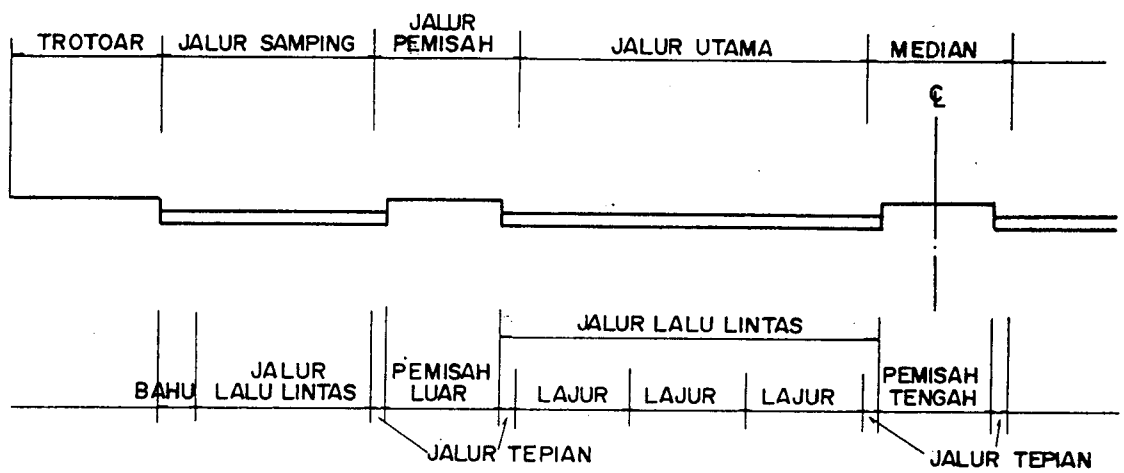 TROTOAR JALUR SAMPING JALUR PEMISAH JALUR UTAMA MEDIAN
℄
JALUR LALU LINTAS
BAHU JALUR LALU LINTAS PEMISAH LUAR LAJUR LAJUR LAJUR PEMISAH TENGAH
JALUR TEPIAN JALUR TEPIAN